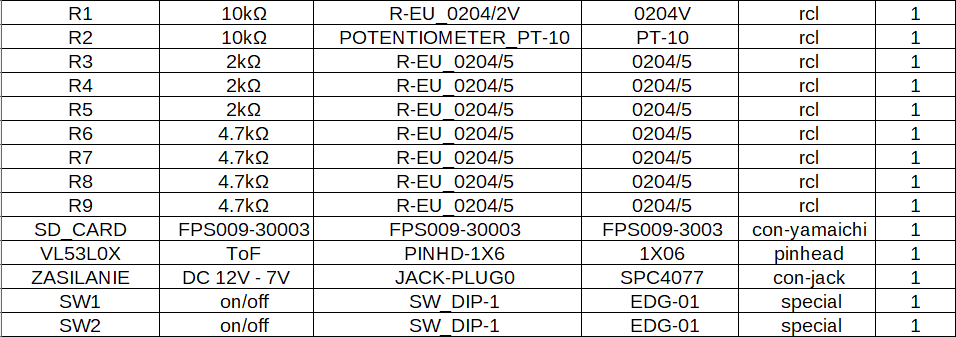 R1 10kΩ R-EU_0204/2V 0204V rcl 1
R2 10kΩ POTENTIOMETER_PT-10 PT-10 rcl 1
R3 2kΩ R-EU_0204/5 0204/5 rcl 1
R4 2kΩ R-EU_0204/5 0204/5 rcl 1
R5 2kΩ R-EU_0204/5 0204/5 rcl 1
R6 4.7kΩ R-EU_0204/5 0204/5 rcl 1
R7 4.7kΩ R-EU_0204/5 0204/5 rcl 1
R8 4.7kΩ R-EU_0204/5 0204/5 rcl 1
R9 4.7kΩ R-EU_0204/5 0204/5 rcl 1
SD_CARD FPS009-30003 FPS009-30003 FPS009-3003 con-yamaichi 1
VL53L0X ToF PINHD-1X6 1X06 pinhead 1
ZASILANIE DC 12V - 7V JACK-PLUG0 SPC4077 con-jack 1
SW1 on/off SW_DIP-1 EDG-01 special 1
SW2 on/off SW_DIP-1 EDG-01 special 1